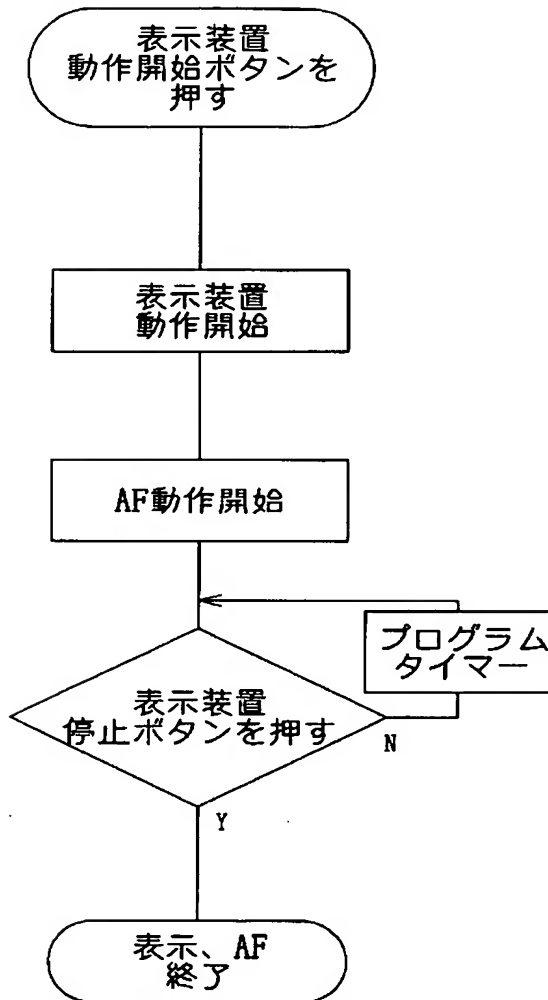 表示装置
動作開始ボタンを
押す
表示装置
動作開始
AF動作開始
プログラム
タイマー
表示装置
停止ボタンを押す
N
Y
表示、AF
終了